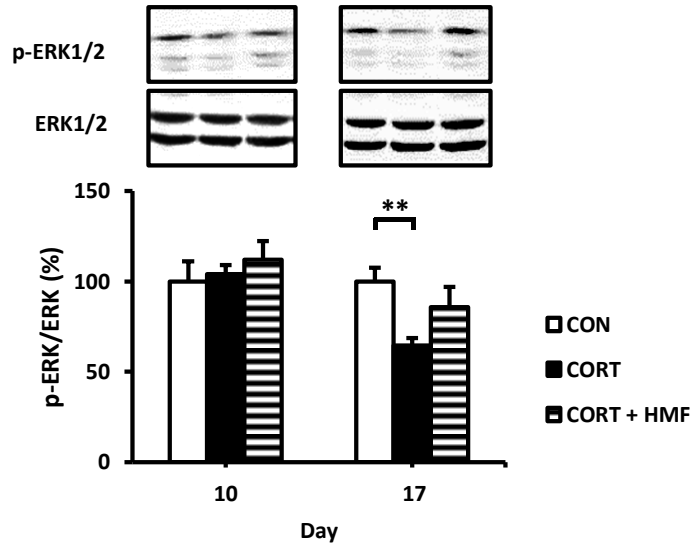 p-ERK1/2
ERK1/2
p-ERK/ERK (%)
150
100
50
0
**
10
17
Day
CON
CORT
CORT + HMF